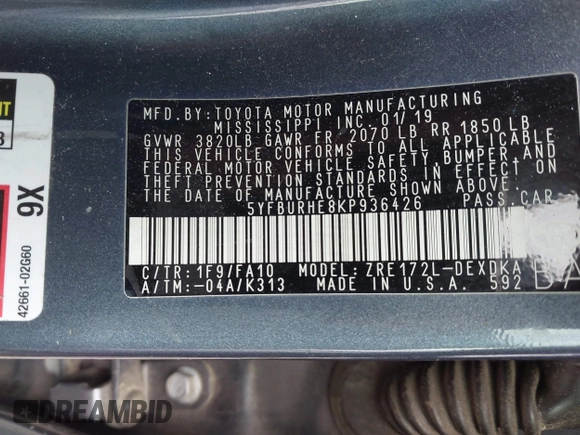 MFD.BY:TOYOTA MOTOR MANUFACTURING
MISSISSIPPI INC. 01/19
GVWR 3820LB GAWR FR 2070 LB RR 1850 LB
THIS VEHICLE CONFORMS TO ALL APPLICABLE
FEDERAL MOTOR VEHICLE SAFETY, BUMPER, AND
THEFT PREVENTION STANDARDS IN EFFECT ON
THE DATE OF MANUFACTURE SHOWN ABOVE.
5YFBURHE8KP936426 PASS.CAR
C/TR:1F9/FA10 MODEL:ZRE172L-DEXDKA
A/TM:-04A/K313 MADE IN U.S.A. 592
9X
42661-02G60
DREAMBID